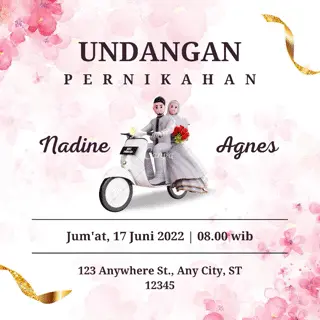 UNDANGAN
PERNIKAHAN
Nadine
Agnes
Jum'at, 17 Juni 2022 | 08.00 wib
123 Anywhere St., Any City, ST
12345